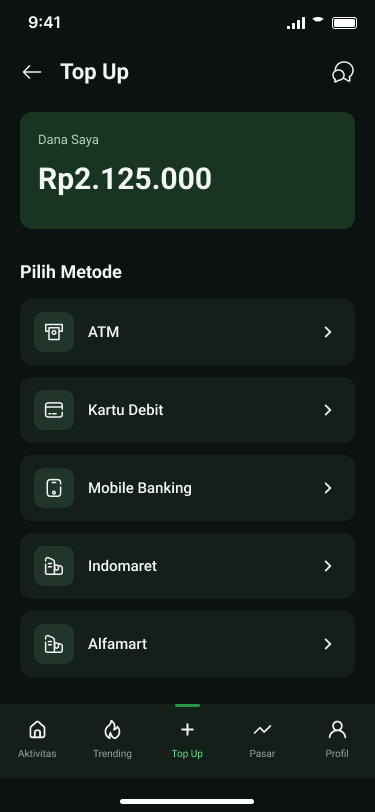 9:41
Top Up
Dana Saya
Rp2.125.000
Pilih Metode
ATM
Kartu Debit
Mobile Banking
Indomaret
Alfamart
Aktivitas Trending Top Up Pasar Profil